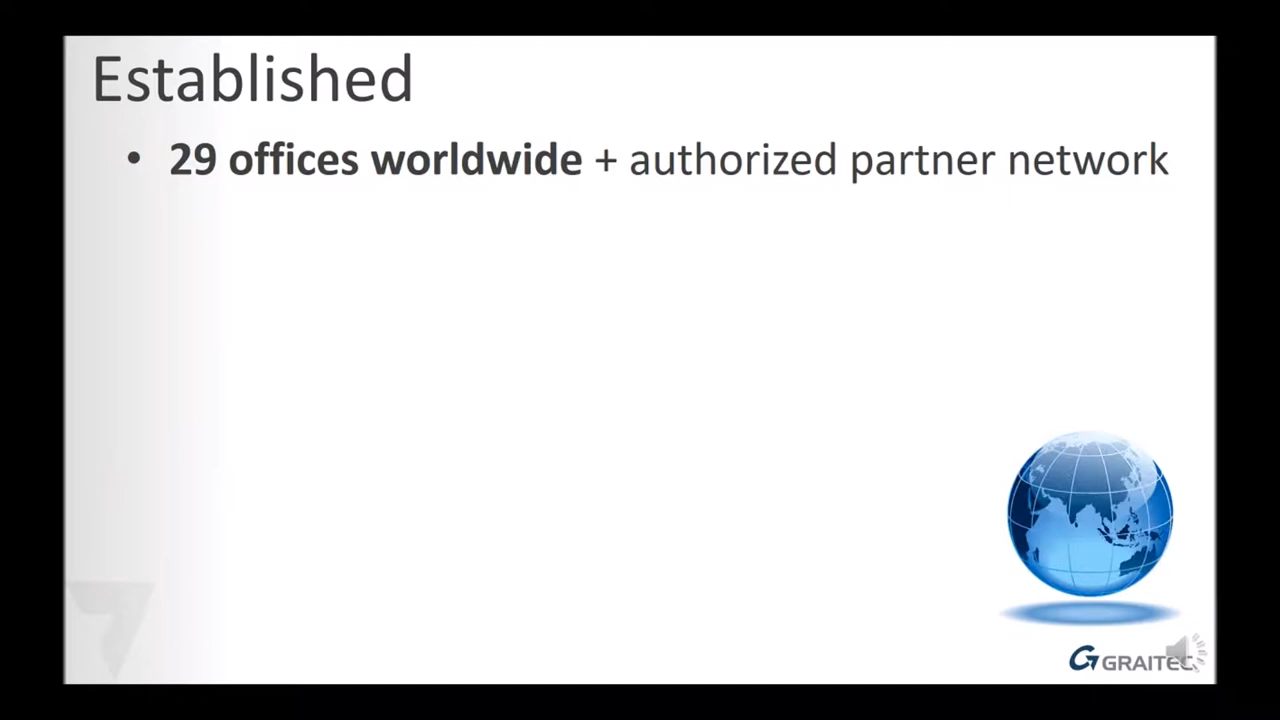 Established
• 29 offices worldwide + authorized partner network
GRAITEC